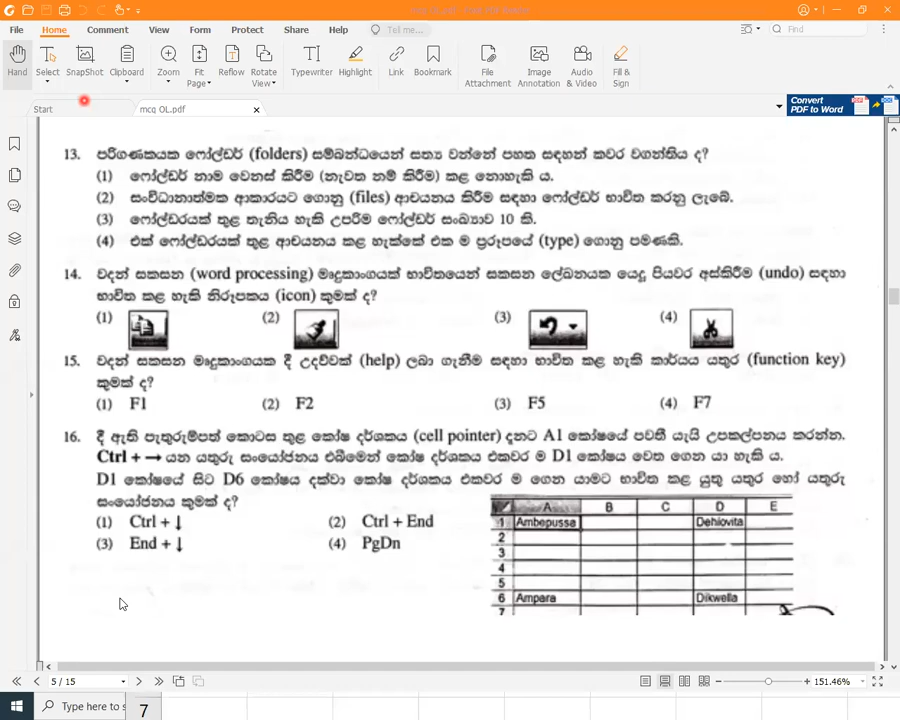 Tell me...
Find
File Home Comment View Form Protect Share Help
Hand Select SnapShot Clipboard Zoom Fit Page Reflow Rotate View Typewriter Highlight Link Bookmark File Attachment Image Annotation Audio & Video Fill & Sign
Start mcq OL.pdf
Convert PDF to Word
13. පරිගණකයක ෆෝල්ඩර් (folders) සම්බන්ධයෙන් සත්‍ය වන්නේ පහත සඳහන් කවර වගන්තිය ද?
(1) ෆෝල්ඩර් නාම වෙනස් කිරීම (නැවත නම් කිරීම) කළ නොහැකි ය.
(2) සංවිධානාත්මක ආකාරයට ගොනු (files) ආචයනය කිරීම සඳහා ෆෝල්ඩර් භාවිත කරනු ලැබේ.
(3) ෆෝල්ඩරයක් තුළ තැනිය හැකි උපරිම ෆෝල්ඩර් සංඛ්‍යාව 10 කි.
(4) එක් ෆෝල්ඩරයක් තුළ ආචයනය කළ හැක්කේ එක ම ප්‍රරූපයේ (type) ගොනු පමණකි.
14. වදන් සකසන (word processing) මෘදුකාංගයක් භාවිතයෙන් සකසන ලේඛනයක යෙදූ පියවර අස්කිරීම (undo) සඳහා
භාවිත කළ හැකි නිරූපකය (icon) කුමක් ද?
(1) (2) (3) (4)
15. වදන් සකසන මෘදුකාංගයක දී උදව්වක් (help) ලබා ගැනීම සඳහා භාවිත කළ හැකි කාර්යය යතුර (function key)
කුමක් ද?
(1) F1 (2) F2 (3) F5 (4) F7
16. දී ඇති පැතුරුම්පත් කොටස තුළ කෝෂ දර්ශකය (cell pointer) දනට A1 කෝෂයේ පවතී යැයි උපකල්පනය කරන්න.
Ctrl + → යන යතුරු සංයෝජනය එබීමෙන් කෝෂ දර්ශකය එකවර ම D1 කෝෂය වෙත ගෙන යා හැකි ය.
D1 කෝෂයේ සිට D6 කෝෂය දක්වා කෝෂ දර්ශකය එකවර ම ගෙන යාමට භාවිත කළ යුතු යතුර හෝ යතුරු
සංයෝජනය කුමක් ද?
(1) Ctrl + ↓ (2) Ctrl + End
(3) End + ↓ (4) PgDn
A B C D E
1 Ambepussa Dehiovita
2
3
4
5
6 Ampara Dikwella
7
5 / 15
151.46%
Type here to s
7